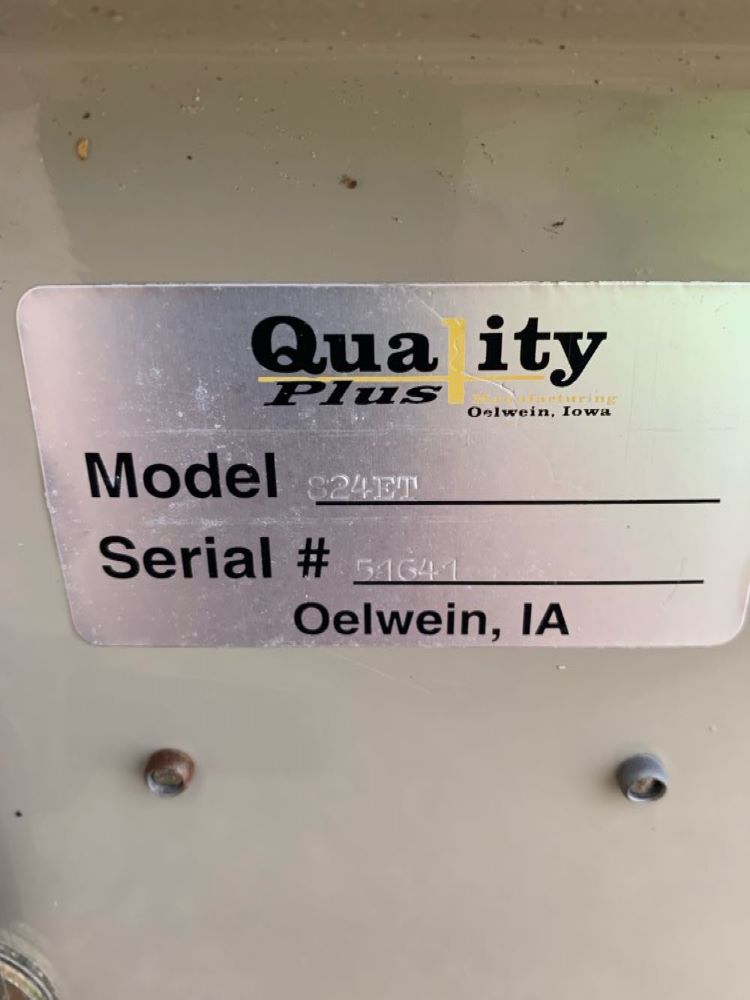 Quality
Plus Manufacturing
Oelwein, Iowa
Model 824ET
Serial # 51641
Oelwein, IA